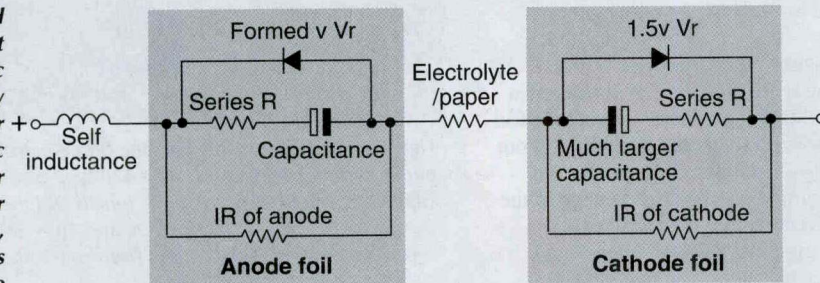 Formed v Vr
1.5v Vr
Electrolyte
/paper
Series R
Series R
+
Self
inductance
Capacitance
Much larger
capacitance
IR of anode
IR of cathode
Anode foil
Cathode foil